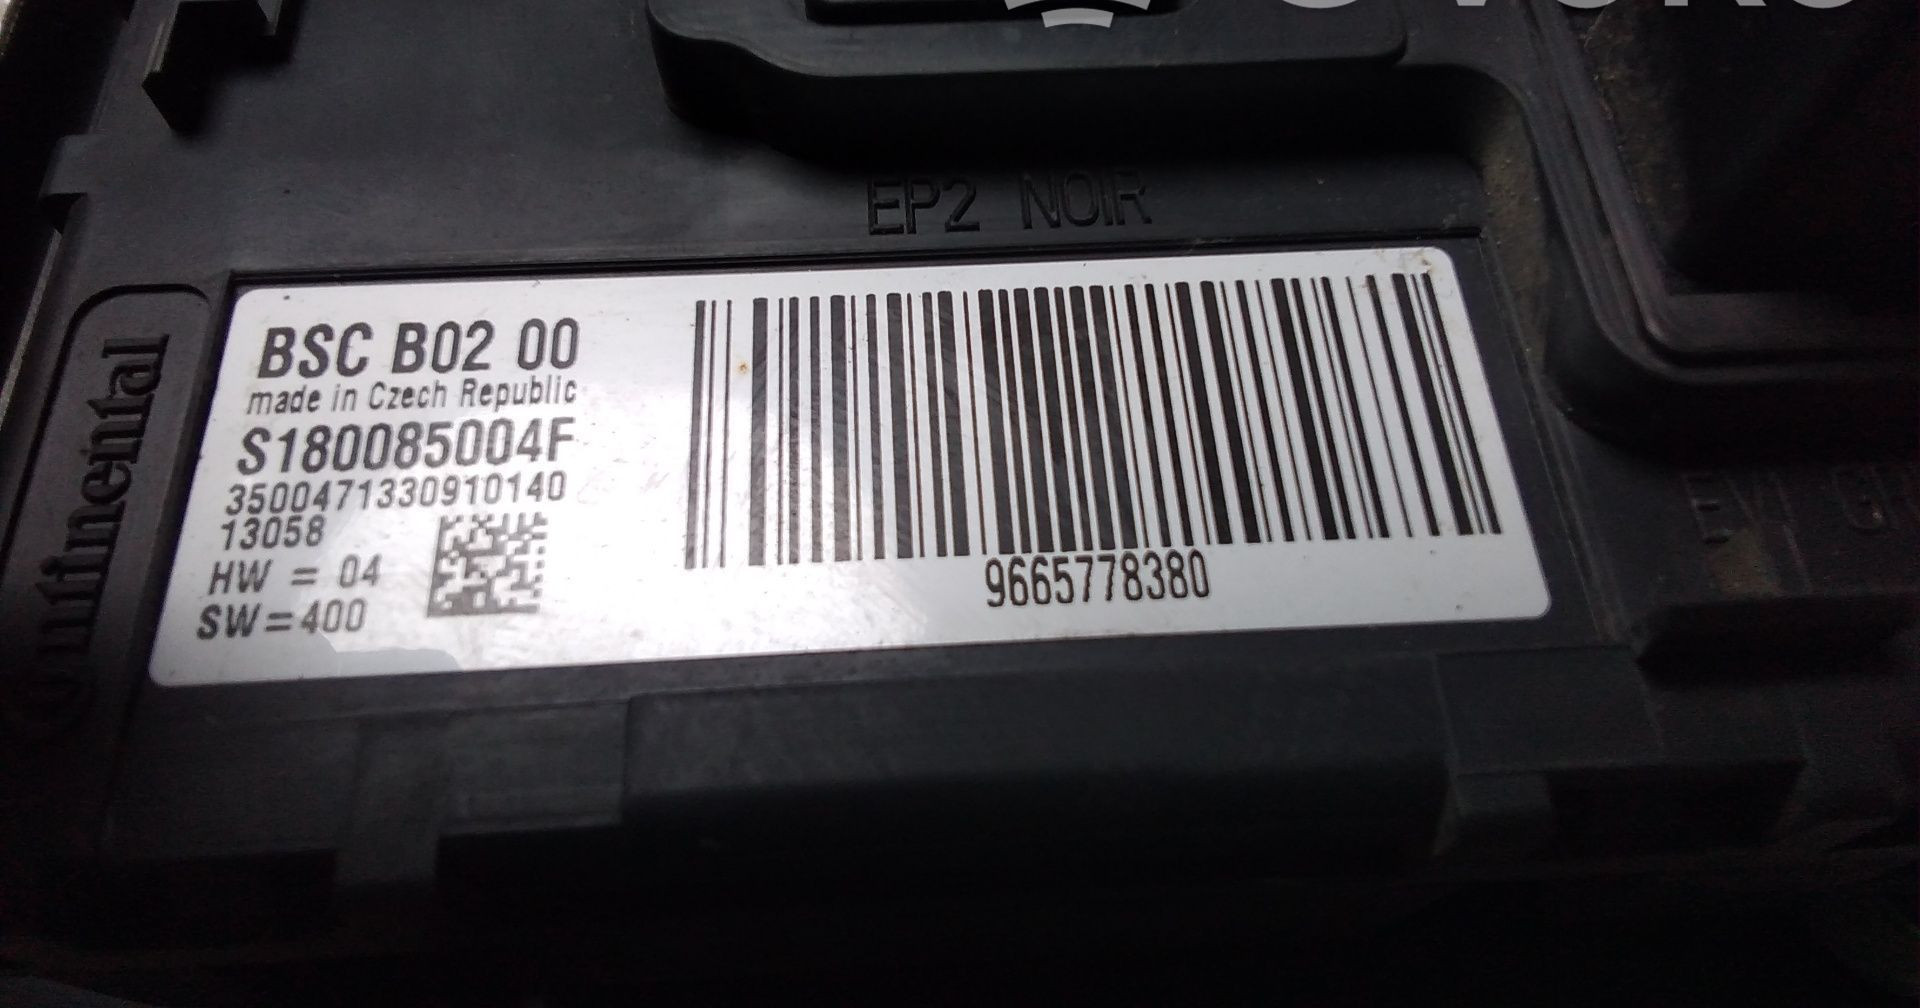 EP2 NOIR
Continental
BSC B02 00
made in Czech Republic
S180085004F
3500471330910140
13058
HW = 04
SW=400
9665778380